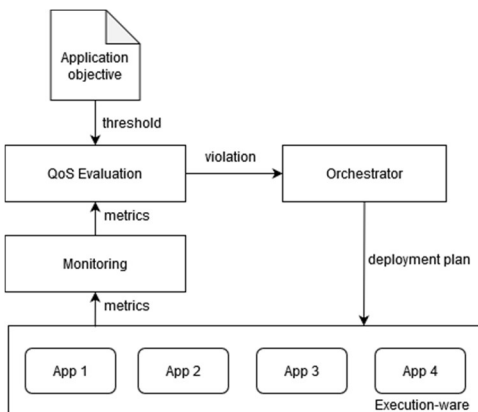 Application
objective
threshold
violation
QoS Evaluation
Orchestrator
metrics
deployment plan
Monitoring
metrics
App 1
App 2
App 3
App 4
Execution-ware